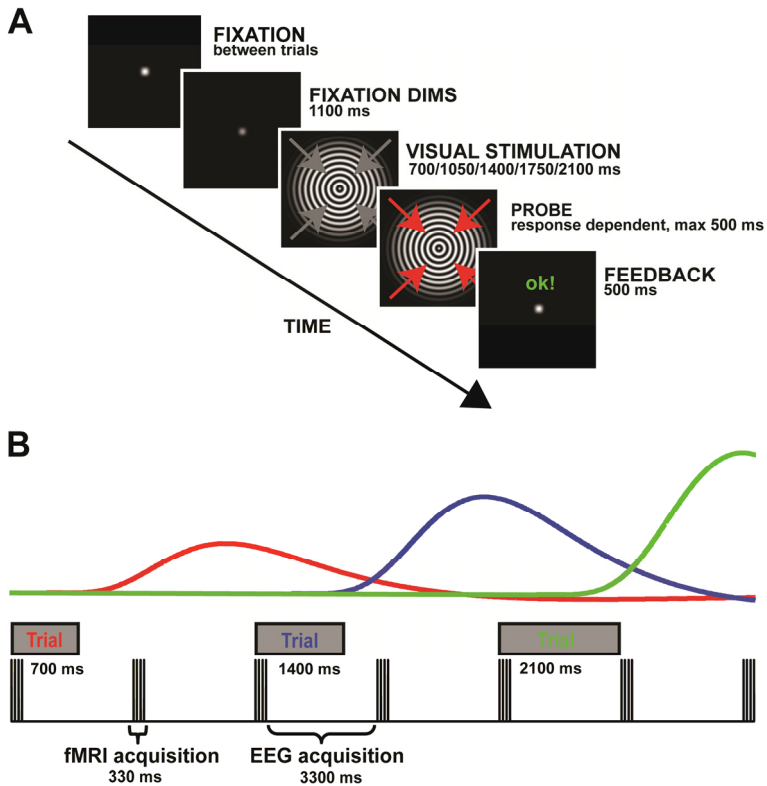 A
FIXATION
between trials
FIXATION DIMS
1100 ms
VISUAL STIMULATION
700/1050/1400/1750/2100 ms
PROBE
response dependent, max 500 ms
ok!
FEEDBACK
500 ms
TIME
B
Trial
Trial
Trial
700 ms
1400 ms
2100 ms
fMRI acquisition
330 ms
EEG acquisition
3300 ms